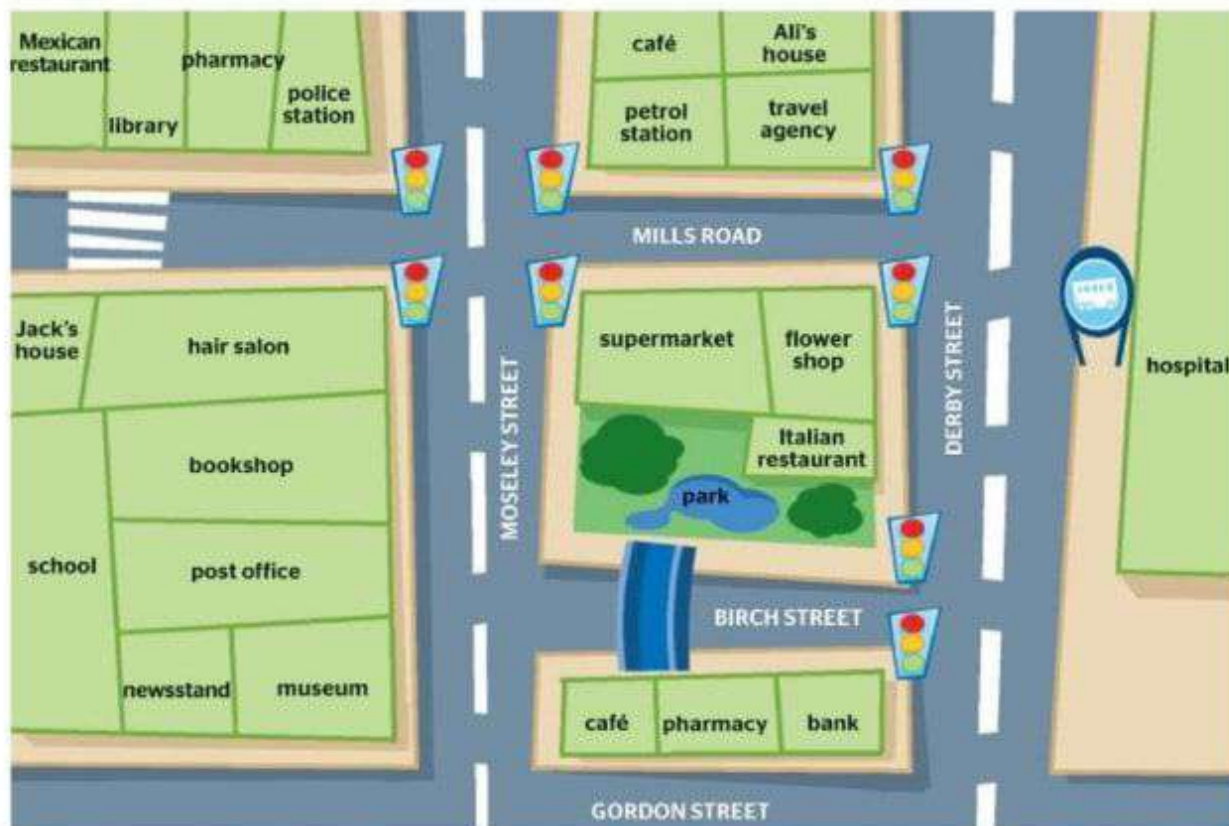 Mexican
restaurant
library
pharmacy
police
station
café
Ali's
house
petrol
station
travel
agency
MILLS ROAD
Jack's
house
hair salon
supermarket
flower
shop
hospital
MOSELEY STREET
DERBY STREET
bookshop
Italian
restaurant
park
school
post office
BIRCH STREET
newsstand
museum
café
pharmacy
bank
GORDON STREET